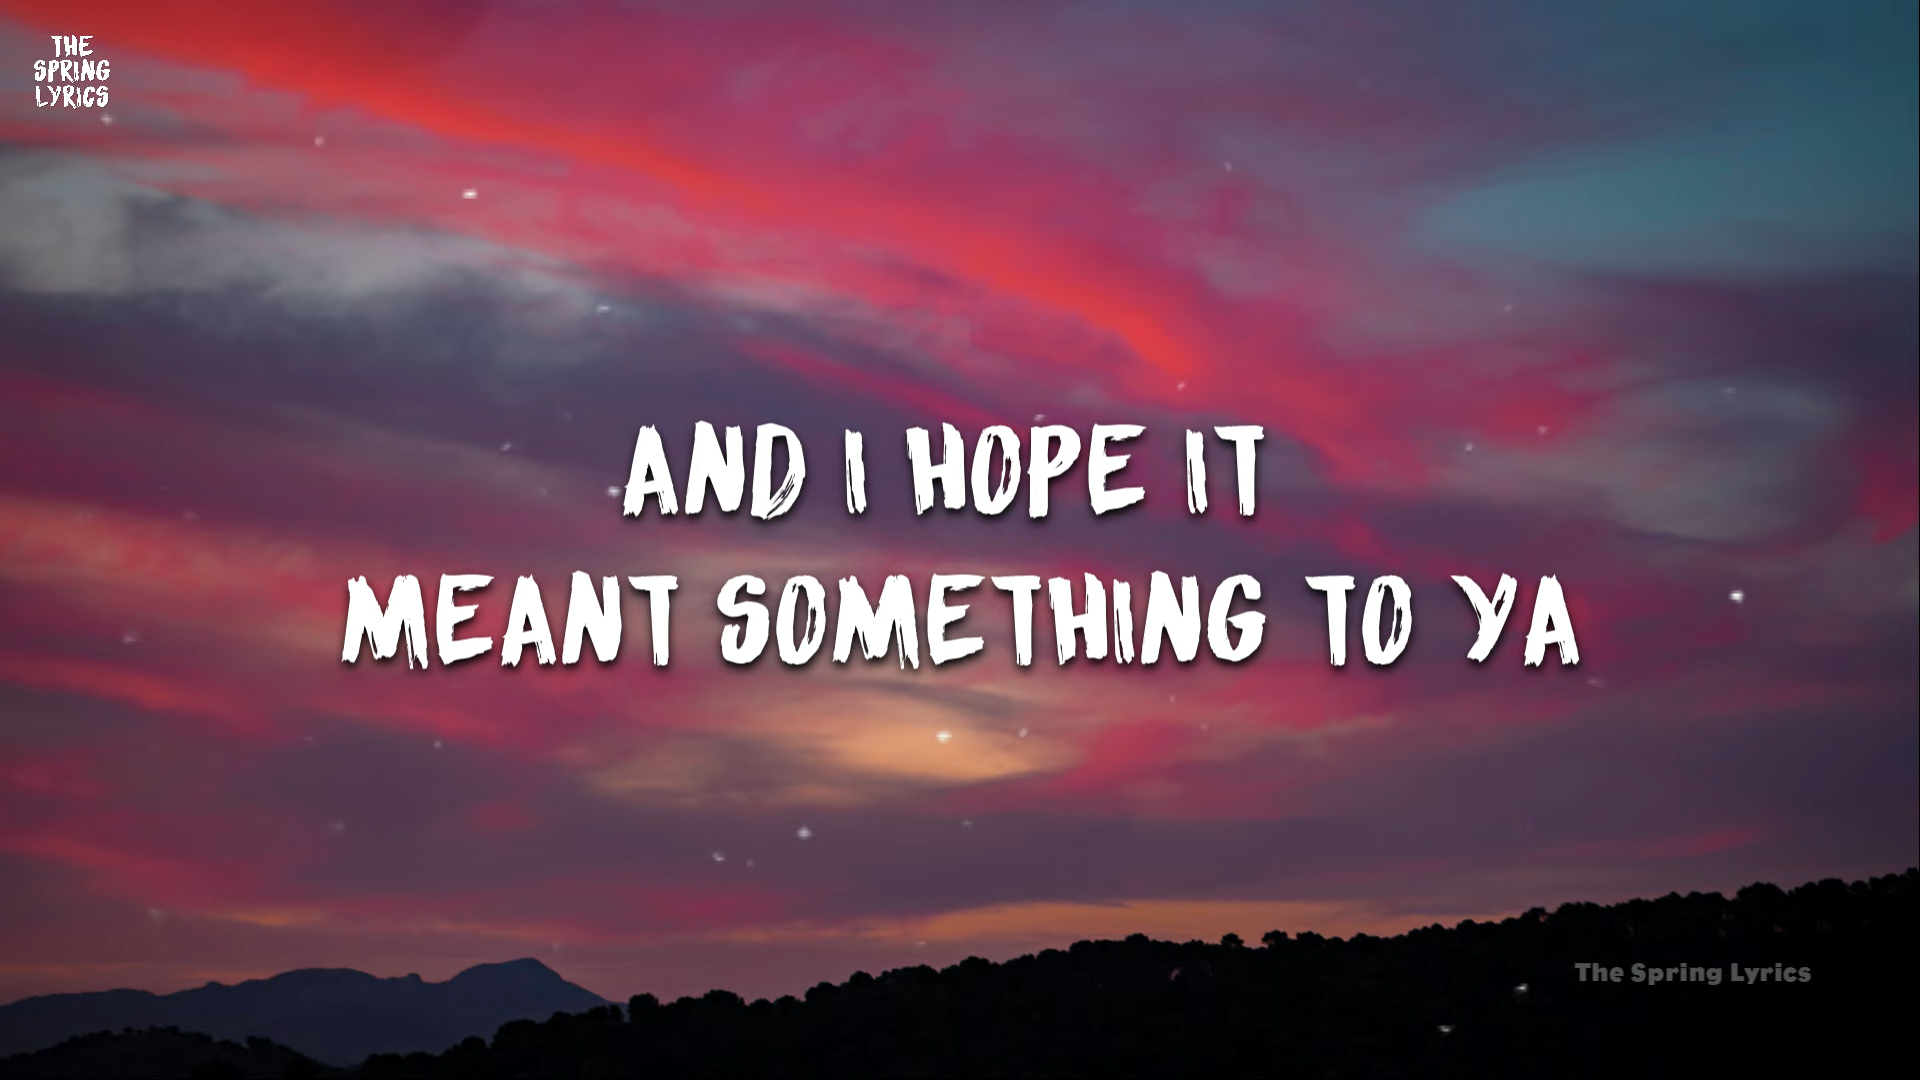 THE
SPRING
LYRICS
AND I HOPE IT
MEANT SOMETHING TO YA
The Spring Lyrics